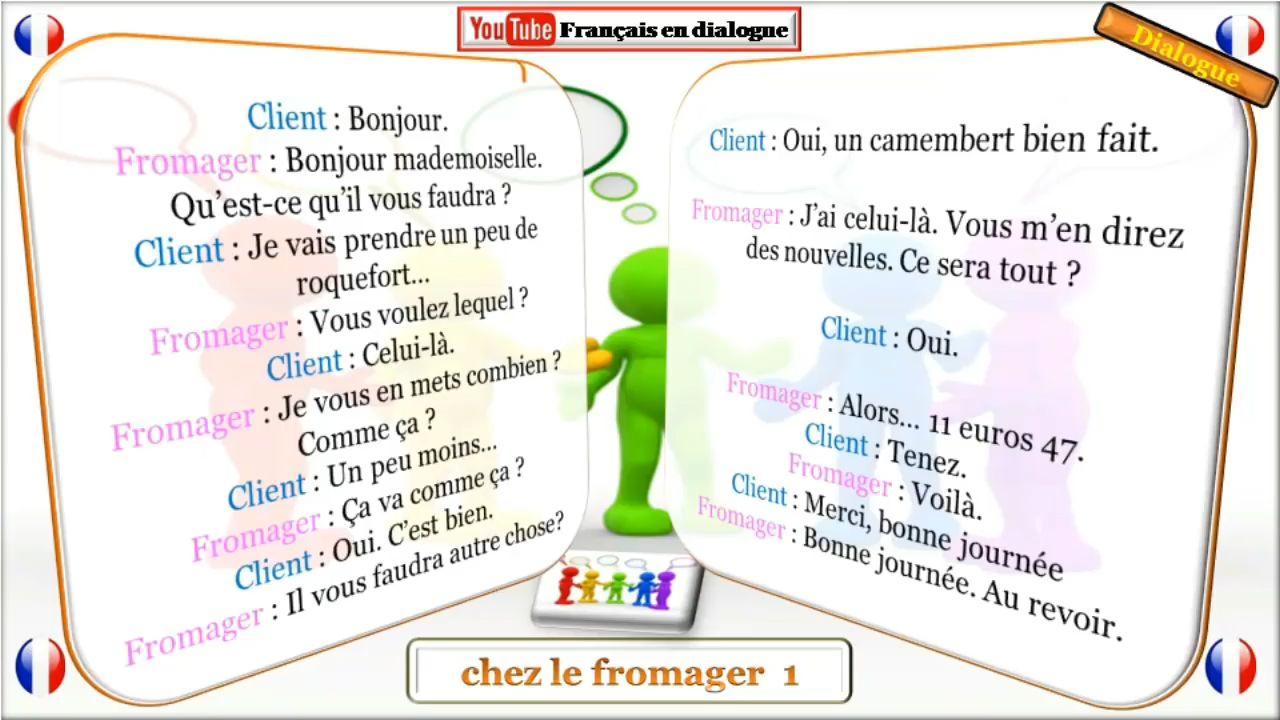 YouTube Français en dialogue
Dialogue
Client : Bonjour.
Fromager : Bonjour mademoiselle.
Qu’est-ce qu’il vous faudra ?
Client : Je vais prendre un peu de
roquefort...
Fromager : Vous voulez lequel ?
Client : Celui-là.
Fromager : Je vous en mets combien ?
Comme ça ?
Client : Un peu moins...
Fromager : Ça va comme ça ?
Client : Oui. C’est bien.
Fromager : Il vous faudra autre chose?
Client : Oui, un camembert bien fait.
Fromager : J’ai celui-là. Vous m’en direz
des nouvelles. Ce sera tout ?
Client : Oui.
Fromager : Alors... 11 euros 47.
Client : Tenez.
Fromager : Voilà.
Client : Merci, bonne journée
Fromager : Bonne journée. Au revoir.
chez le fromager 1